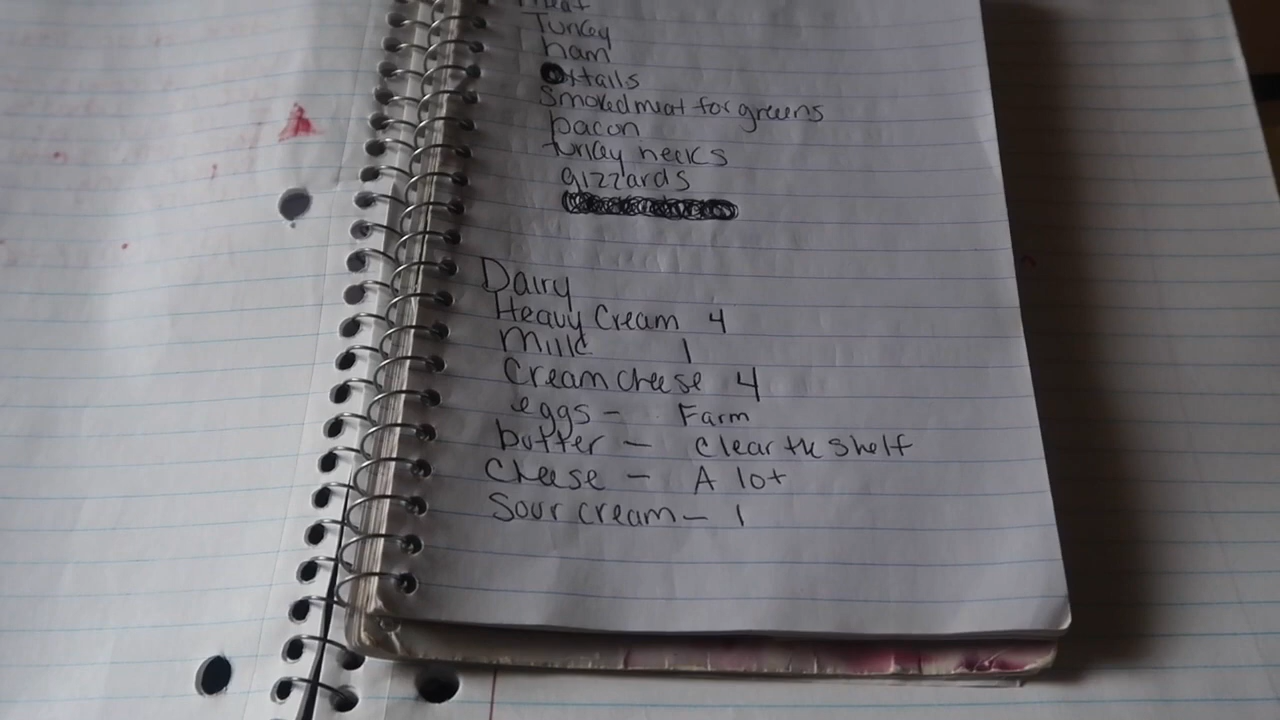 Meat
Turkey
ham
oxtails
Smoked meat for greens
bacon
turkey necks
gizzards
Dairy
Heavy Cream 4
Milk 1
Cream cheese 4
eggs - Farm
butter - Clear the shelf
Cheese - A lot
Sour cream - 1